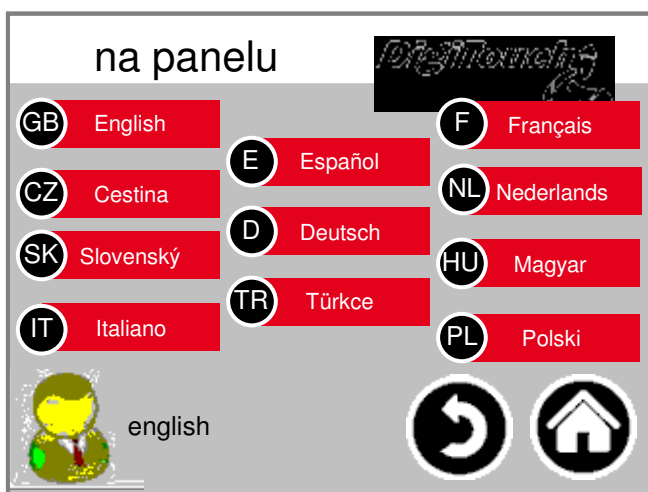 na panelu
DigiTouch
GB English
CZ Cestina
SK Slovenský
IT Italiano
E Español
D Deutsch
TR Türkce
F Français
NL Nederlands
HU Magyar
PL Polski
english